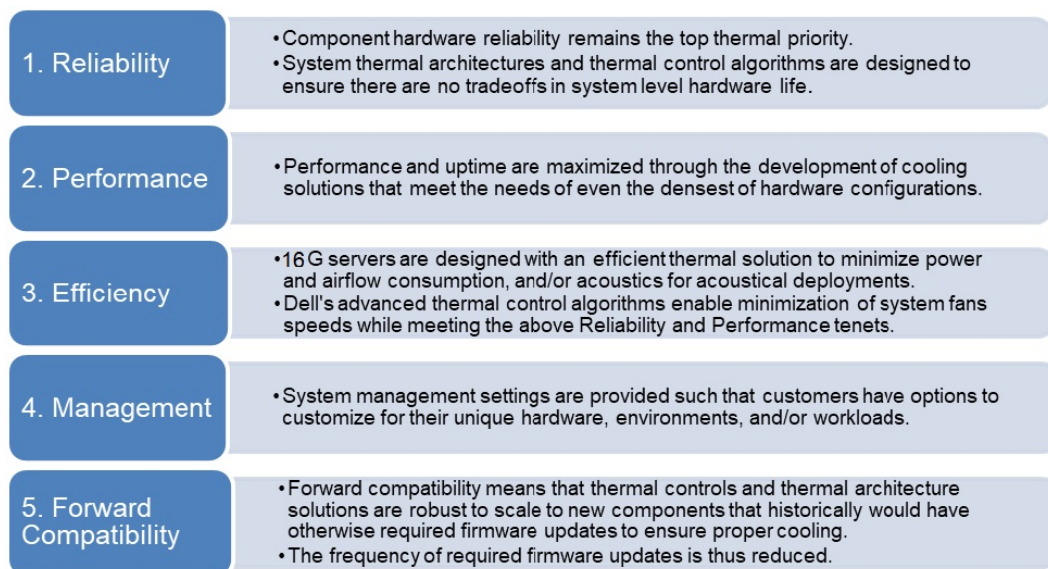 1. Reliability
•Component hardware reliability remains the top thermal priority.
•System thermal architectures and thermal control algorithms are designed to
ensure there are no tradeoffs in system level hardware life.
2. Performance
•Performance and uptime are maximized through the development of cooling
solutions that meet the needs of even the densest of hardware configurations.
3. Efficiency
•16G servers are designed with an efficient thermal solution to minimize power
and airflow consumption, and/or acoustics for acoustical deployments.
•Dell's advanced thermal control algorithms enable minimization of system fans
speeds while meeting the above Reliability and Performance tenets.
4. Management
•System management settings are provided such that customers have options to
customize for their unique hardware, environments, and/or workloads.
5. Forward
Compatibility
•Forward compatibility means that thermal controls and thermal architecture
solutions are robust to scale to new components that historically would have
otherwise required firmware updates to ensure proper cooling.
•The frequency of required firmware updates is thus reduced.